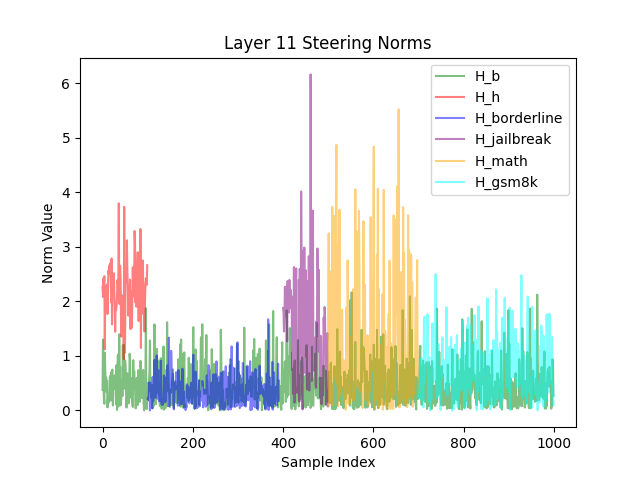 Layer 11 Steering Norms
H_b
H_h
H_borderline
H_jailbreak
H_math
H_gsm8k
Norm Value
6
5
4
3
2
1
0
0 200 400 600 800 1000
Sample Index